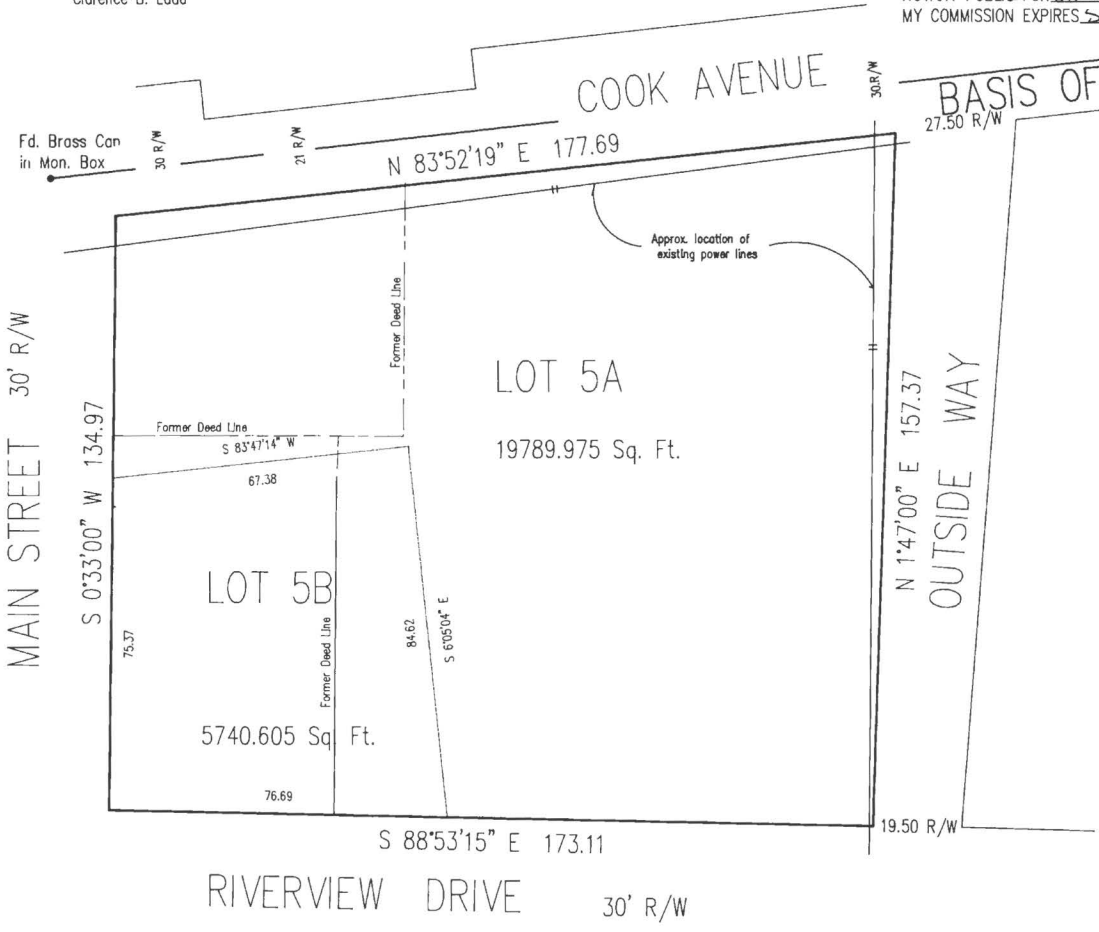 Clarence B. Ladd
MY COMMISSION EXPIRES
COOK AVENUE
30 R/W
BASIS OF
27.50 R/W
Fd. Brass Can
in Mon. Box
30 R/W
21 R/W
N 83°52'19" E 177.69
Approx. location of
existing power lines
Former Deed Line
MAIN STREET 30' R/W
S 0°33'00" W 134.97
Former Deed Line
S 83°47'14" W
67.38
LOT 5A
19789.975 Sq. Ft.
N 1°47'00" E 157.37
OUTSIDE WAY
LOT 5B
75.37
Former Deed Line
84.62
S 6°05'04" E
5740.605 Sq. Ft.
76.69
19.50 R/W
S 88°53'15" E 173.11
RIVERVIEW DRIVE 30' R/W